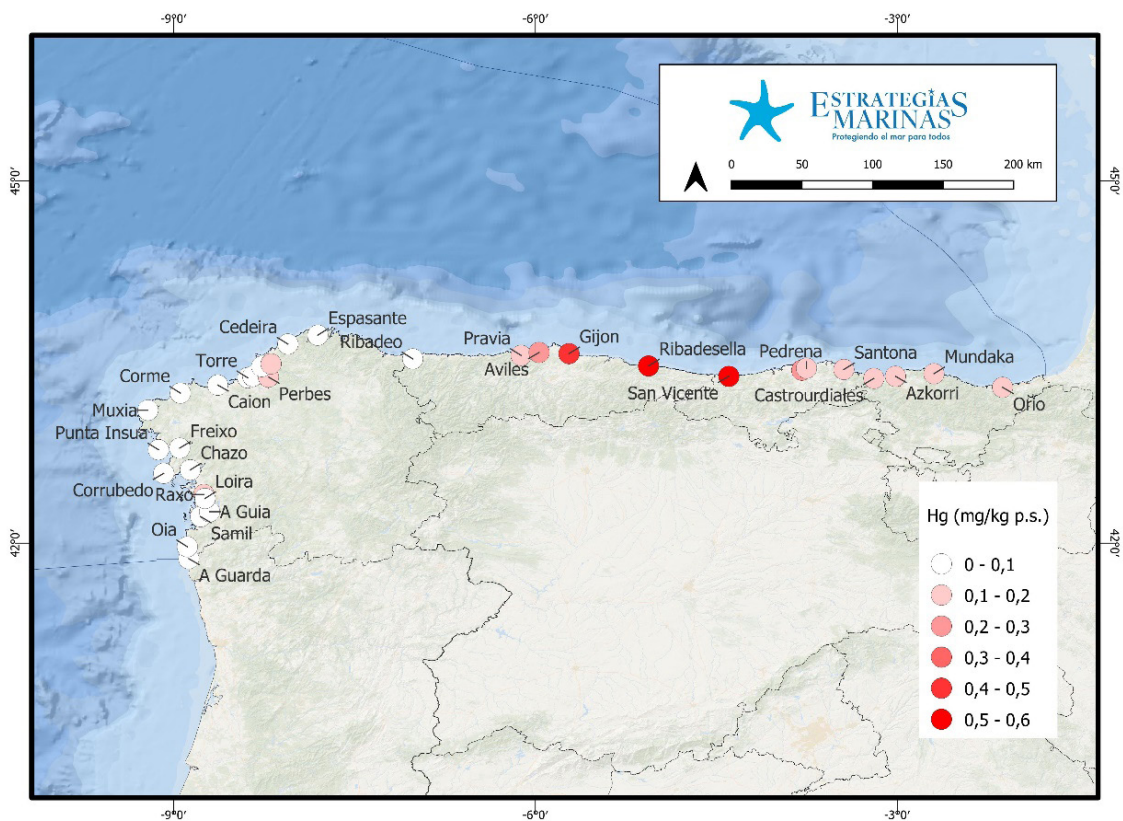 -9°0'
-6°0'
-3°0'
ESTRATEGIAS
MARINAS
Protegiendo el mar para todos
0 50 100 150 200 km
45°0'
45°0'
Espasante
Cedeira
Ribadeo
Pravia
Gijon
Aviles
Ribadesella
Pedrena
Santona
Mundaka
Torre
Corme
Caion
Perbes
San Vicente
Castrourdiales
Azkorri
Orio
Muxia
Punta Insua
Freixo
Chazo
Corrubedo
Raxo
Loira
A Guia
Oia
Samil
A Guarda
42°0'
42°0'
Hg (mg/kg p.s.)
0 - 0,1
0,1 - 0,2
0,2 - 0,3
0,3 - 0,4
0,4 - 0,5
0,5 - 0,6
-9°0'
-6°0'
-3°0'